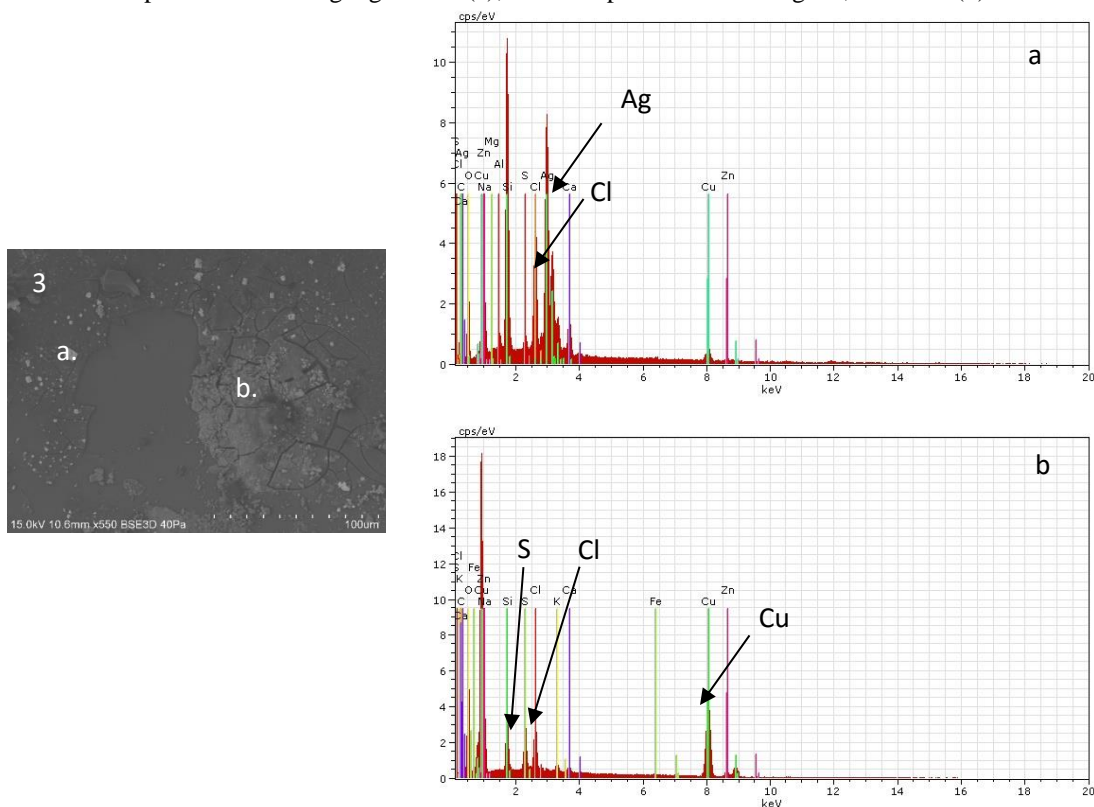 cps/eV
a
10
Ag
8
S Mg
Ag Zn
Cl Al
6 O Cu S Ag Cl Zn
C Na Si Cl Ca Cu
Ca
4
2
0
2 4 6 8 10 12 14 16 18 20
keV
3
a.
b.
15.0kV 10.6mm x550 BSE3D 40Pa 100um
cps/eV
18
b
16
14
S Cl
12
Cl
S Fe
K Zn
10 O Cu Cl Ca Zn
C Na Si S K Fe Cu
Ca
Cu
8
6
4
2
0
2 4 6 8 10 12 14 16 18 20
keV